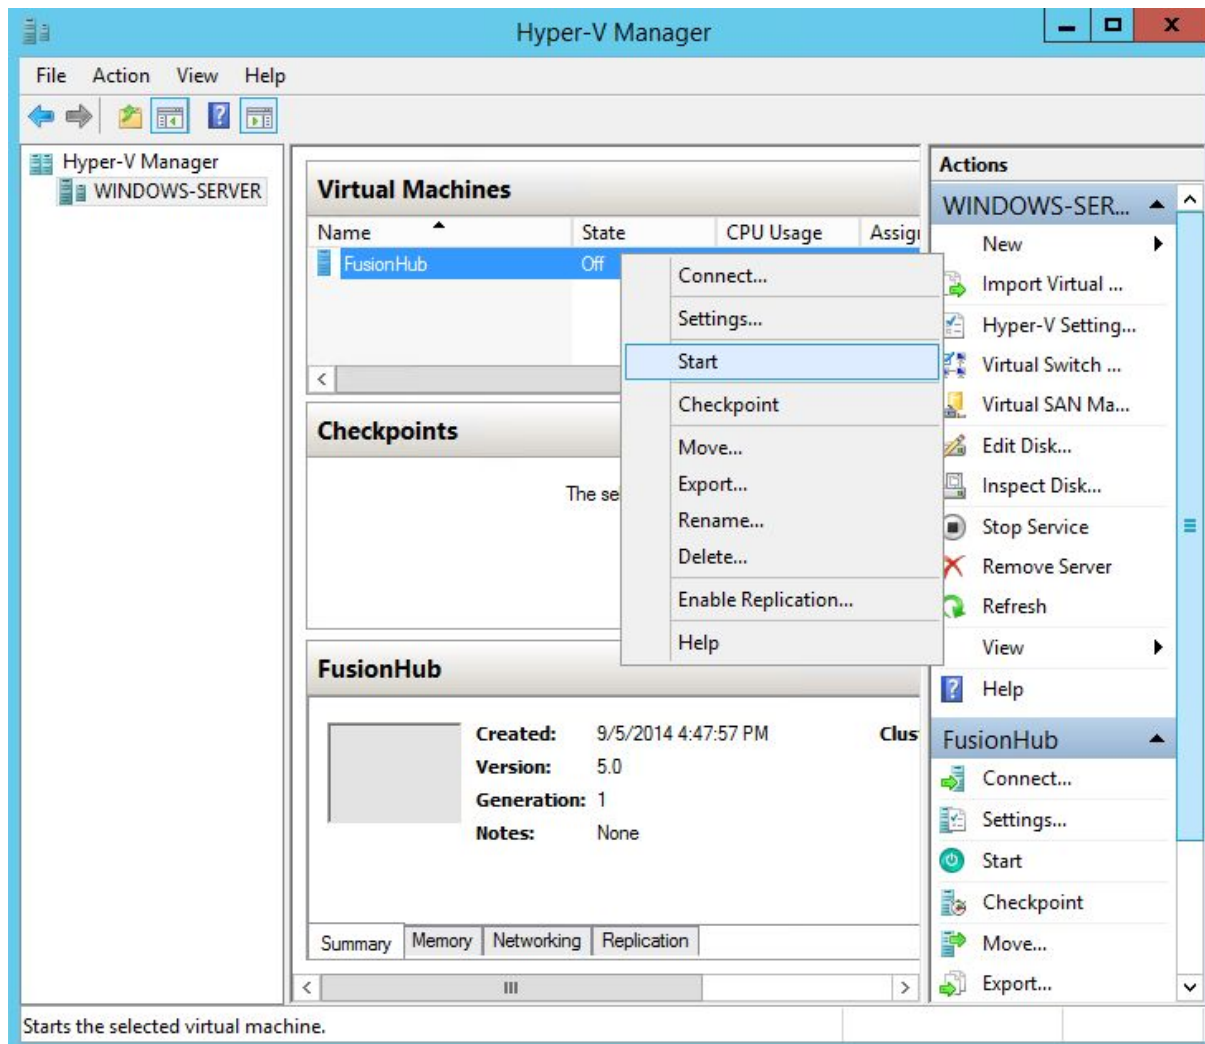 Hyper-V Manager
File Action View Help
Hyper-V Manager
WINDOWS-SERVER
Virtual Machines
Name State CPU Usage Assig
FusionHub Off
Connect...
Settings...
Start
Checkpoint
Move...
Export...
Rename...
Delete...
Enable Replication...
Help
Checkpoints
The se
FusionHub
Created: 9/5/2014 4:47:57 PM Clus
Version: 5.0
Generation: 1
Notes: None
Summary Memory Networking Replication
Actions
WINDOWS-SER...
New
Import Virtual ...
Hyper-V Setting...
Virtual Switch ...
Virtual SAN Ma...
Edit Disk...
Inspect Disk...
Stop Service
Remove Server
Refresh
View
Help
FusionHub
Connect...
Settings...
Start
Checkpoint
Move...
Export...
Starts the selected virtual machine.